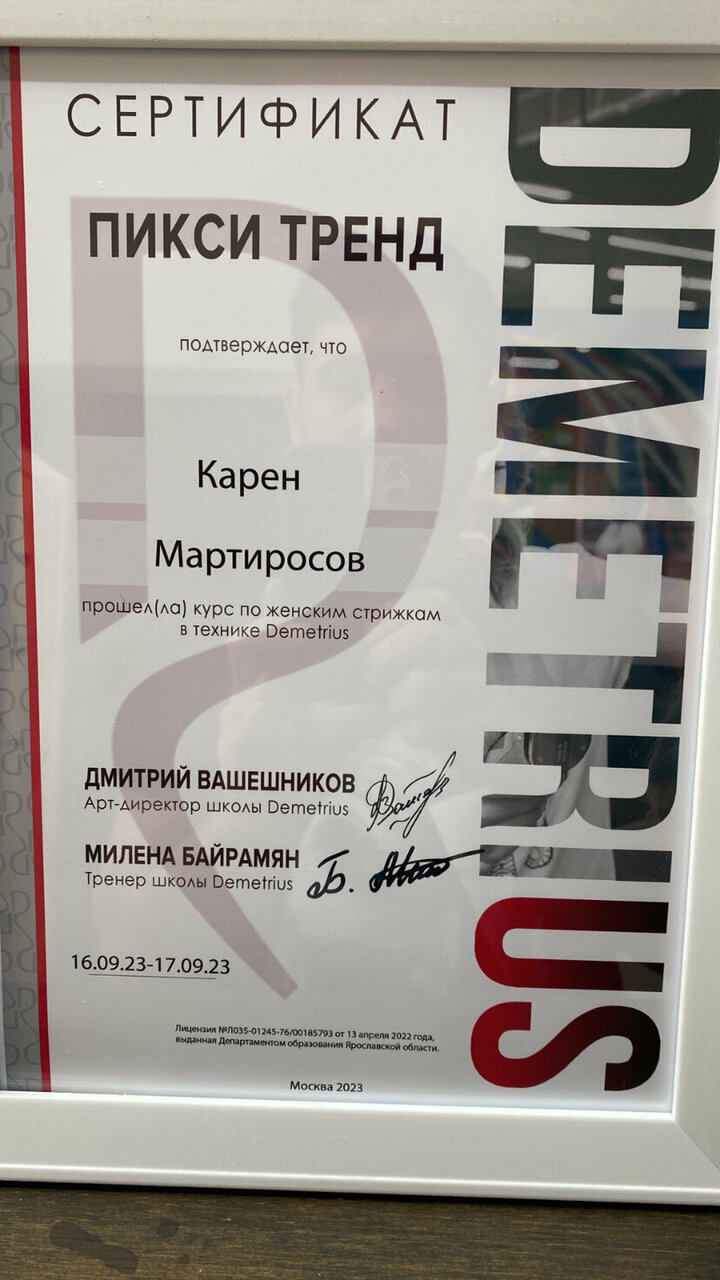 СЕРТИФИКАТ
ПИКСИ ТРЕНД
подтверждает, что
Карен
Мартиросов
прошел(ла) курс по женским стрижкам
в технике Demetrius
ДМИТРИЙ ВАШЕШНИКОВ
Арт-директор школы Demetrius
МИЛЕНА БАЙРАМЯН
Тренер школы Demetrius
16.09.23-17.09.23
Лицензия №Л035-01245-76/00185793 от 13 апреля 2022 года,
выданная Департаментом образования Ярославской области.
Москва 2023
DEMETRIUS